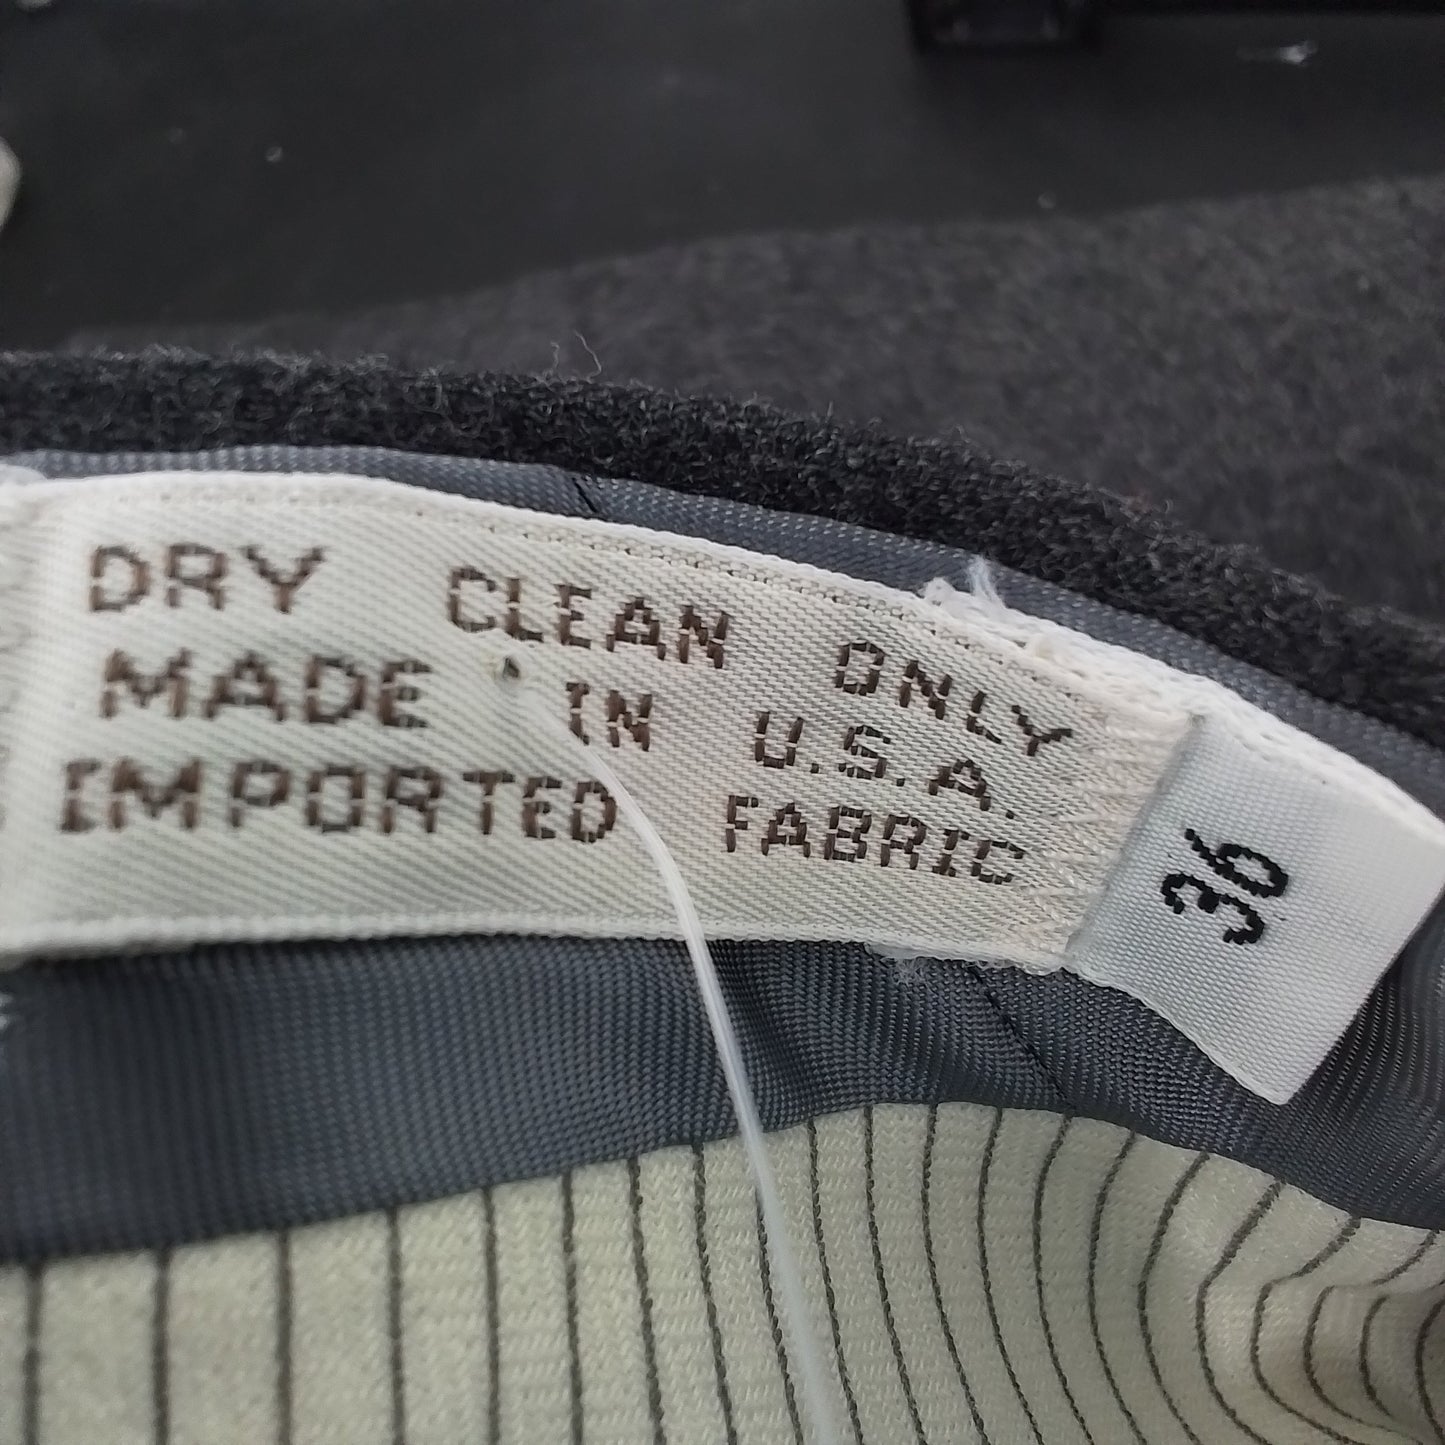 DRY CLEAN ONLY
MADE IN U.S.A.
IMPORTED FABRIC
36